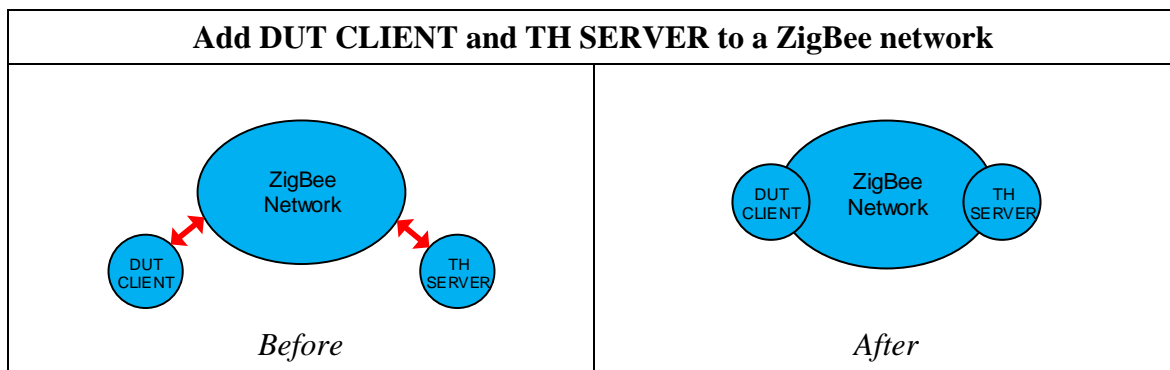 Add DUT CLIENT and TH SERVER to a ZigBee network
ZigBee
Network
DUT
CLIENT
TH
SERVER
Before
DUT
CLIENT
ZigBee
Network
TH
SERVER
After